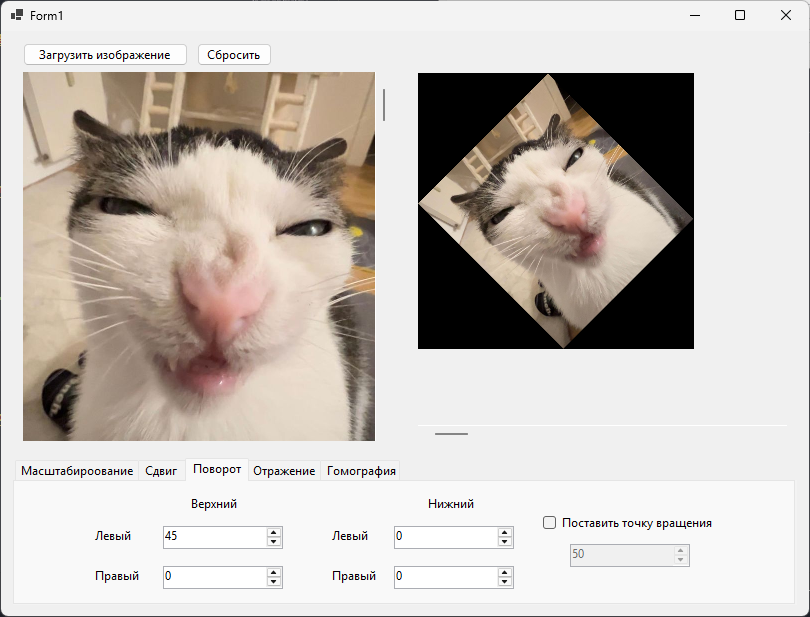 Form1
Загрузить изображение Сбросить
Масштабироование Сдвиг Поворот Отражение Гомография
Верхний Нижний
Поставить точку вращения
Левый 45 Левый 0
50
Правый 0 Правый 0